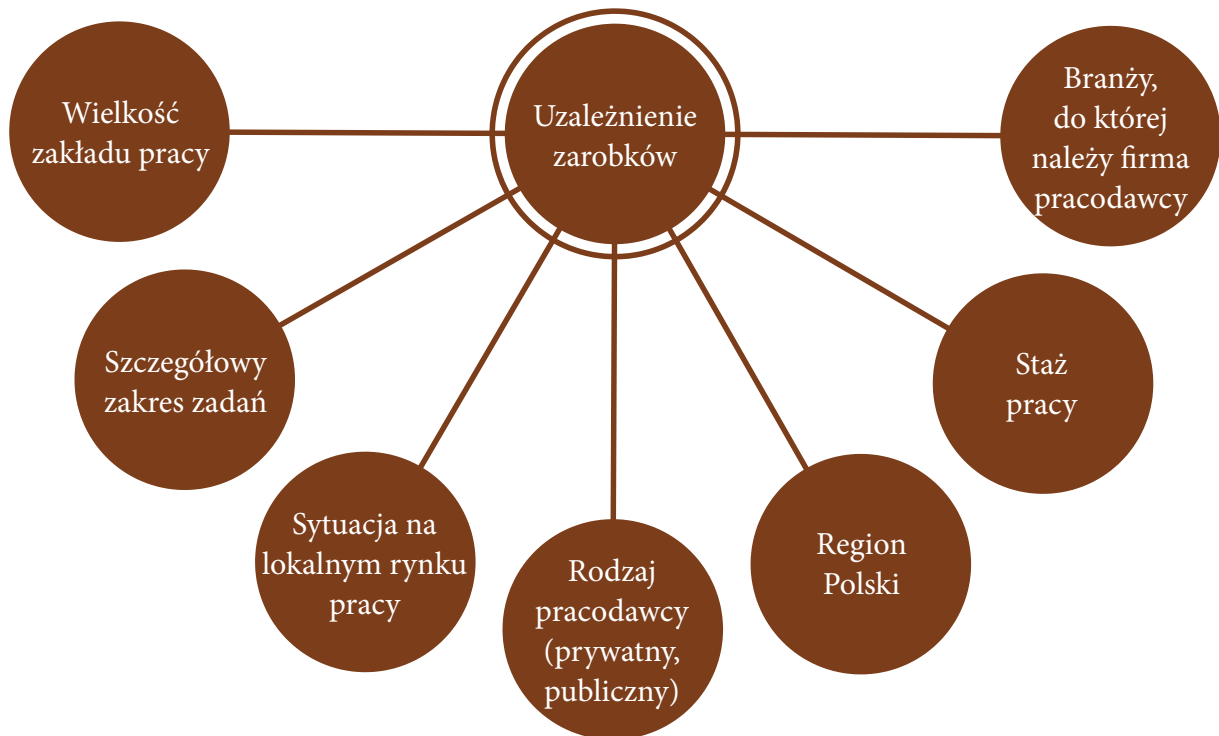 Uzależnienie
zarobków
Wielkość
zakładu pracy
Szczegółowy
zakres zadań
Sytuacja na
lokalnym rynku
pracy
Rodzaj
pracodawcy
(prywatny,
publiczny)
Region
Polski
Staż
pracy
Branży,
do której
należy firma
pracodawcy